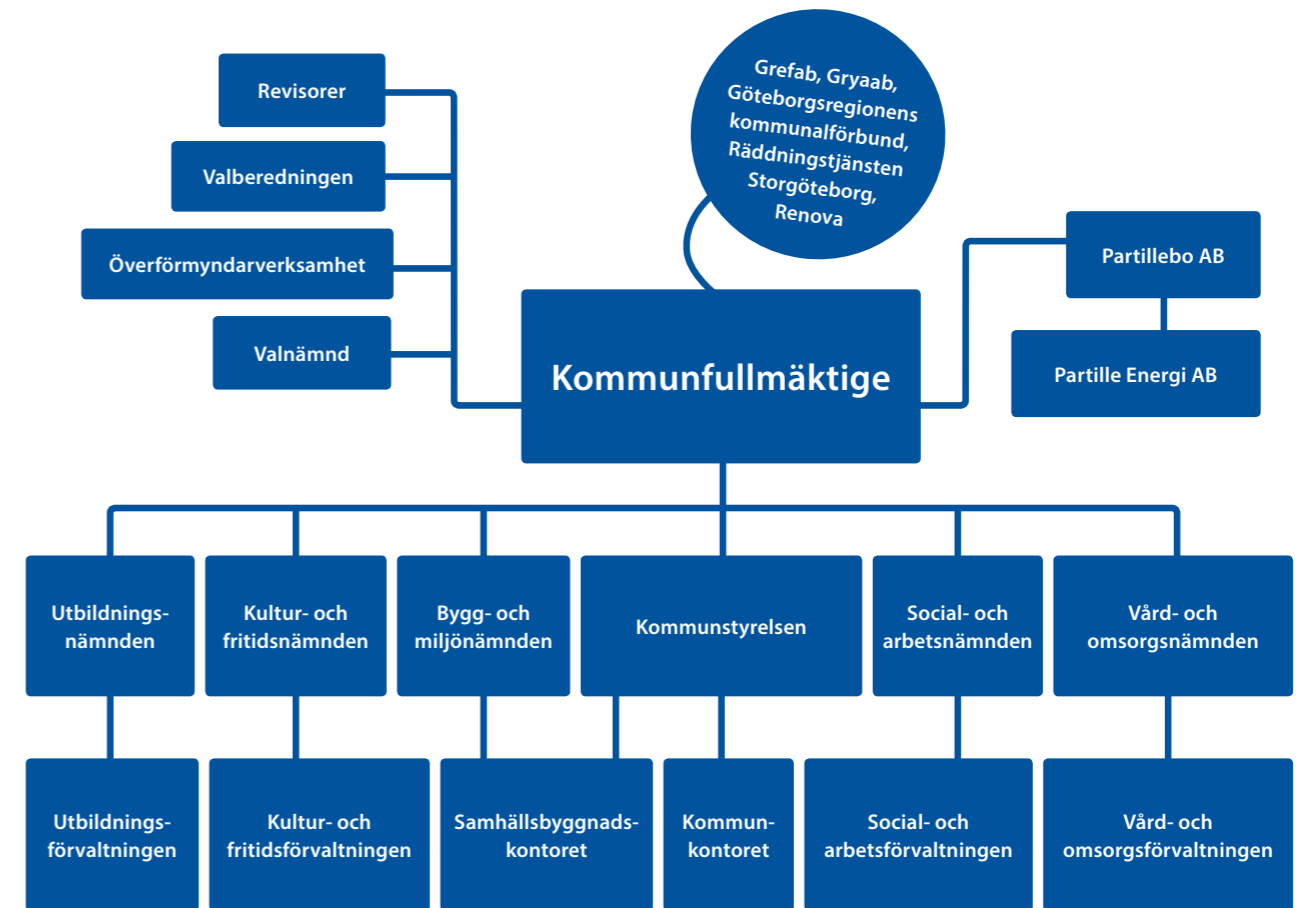 Grefab, Gryaab,
Göteborgsregionens
kommunalförbund,
Räddningstjänsten
Storgöteborg,
Renova
Revisorer
Valberedningen
Överförmyndarverksamhet
Valnämnd
Partillebo AB
Partille Energi AB
Kommunfullmäktige
Utbildnings-
nämnden
Kultur- och
fritidsnämnden
Bygg- och
miljönämnden
Kommunstyrelsen
Social- och
arbetsnämnden
Vård- och
omsorgsnämnden
Utbildnings-
förvaltningen
Kultur- och
fritidsförvaltningen
Samhällsbyggnads-
kontoret
Kommun-
kontoret
Social- och
arbetsförvaltningen
Vård- och
omsorgsförvaltningen